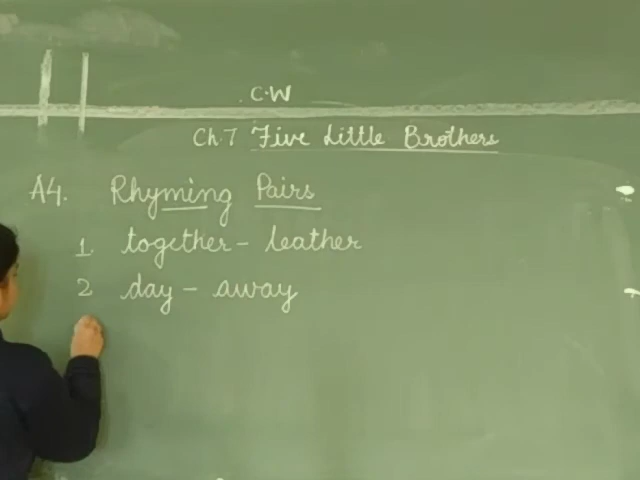 C.W
Ch.7 Five Little Brothers
A4. Rhyming Pairs
1. together - leather
2 day - away